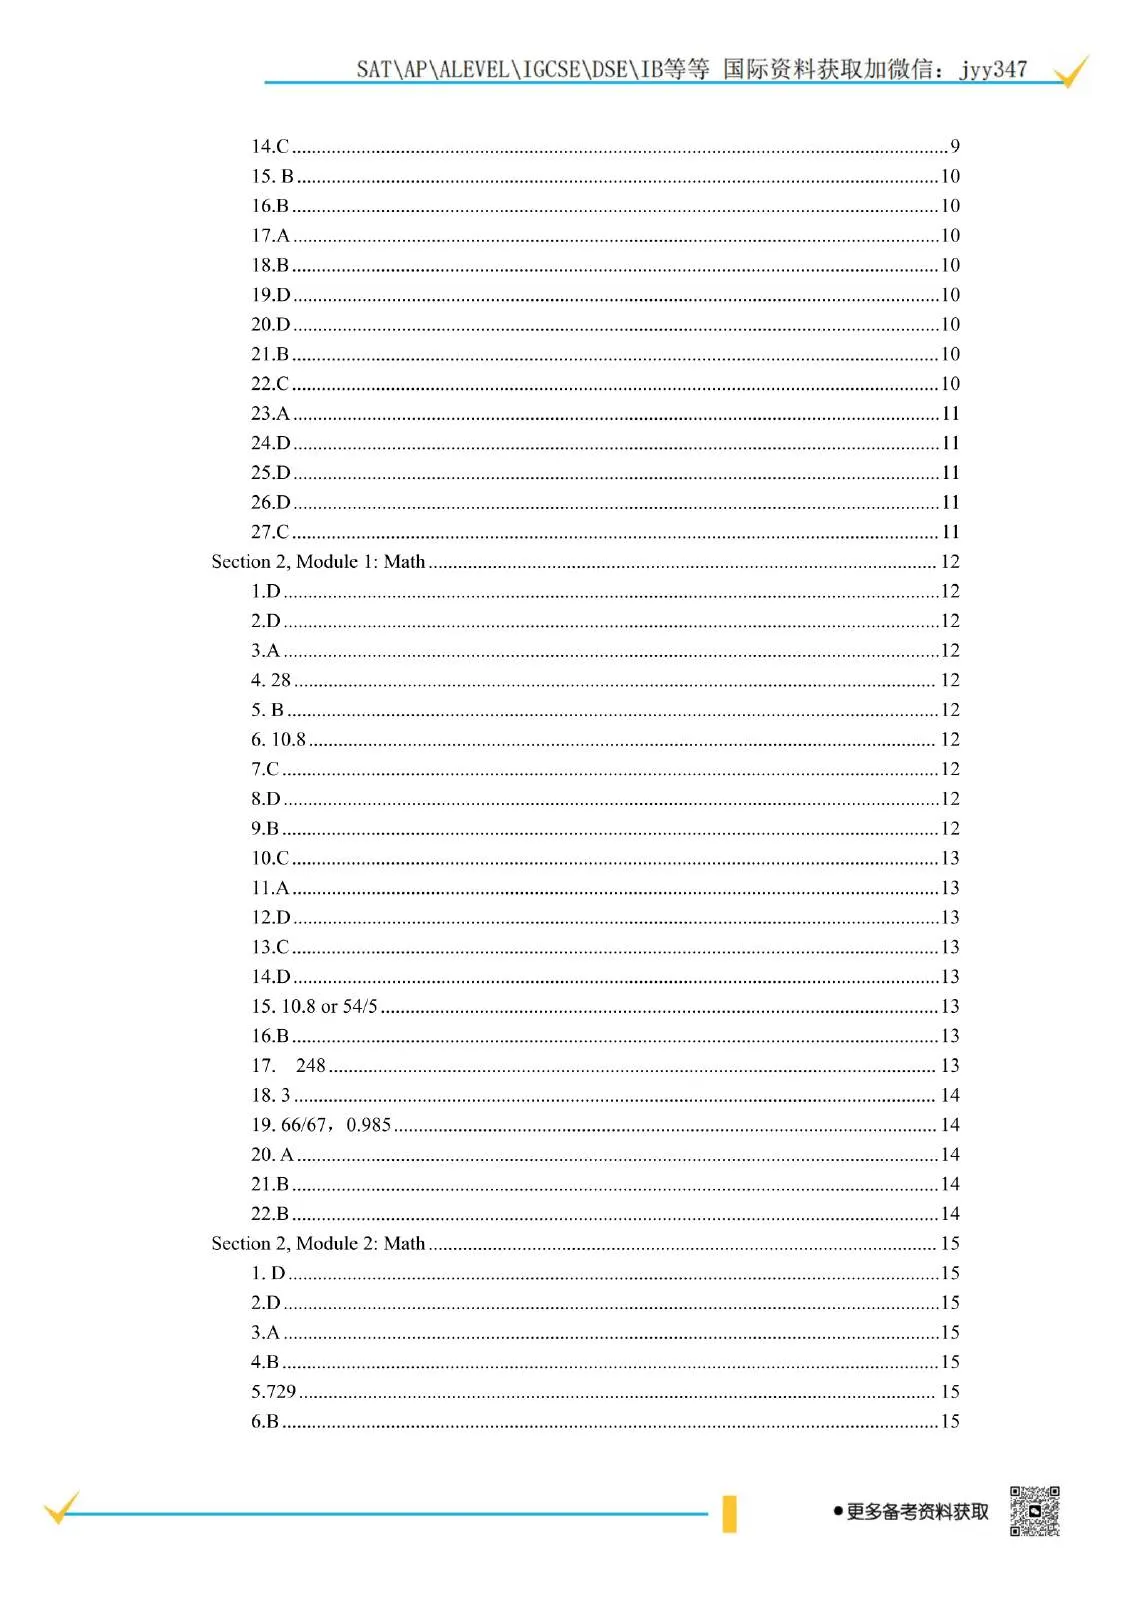 SAT\AP\ALEVEL\IGCSE\DSE\IB等等 国际资料获取加微信：jyy347
14.C........9
15. B........10
16.B........10
17.A........10
18.B........10
19.D........10
20.D........10
21.B........10
22.C........10
23.A........11
24.D........11
25.D........11
26.D........11
27.C........11
Section 2, Module 1: Math........12
1.D........12
2.D........12
3.A........12
4. 28........12
5. B........12
6. 10.8........12
7.C........12
8.D........12
9.B........12
10.C........13
11.A........13
12.D........13
13.C........13
14.D........13
15. 10.8 or 54/5........13
16.B........13
17. 248........13
18. 3........14
19. 66/67，0.985........14
20. A........14
21.B........14
22.B........14
Section 2, Module 2: Math........15
1. D........15
2.D........15
3.A........15
4.B........15
5.729........15
6.B........15
●更多备考资料获取